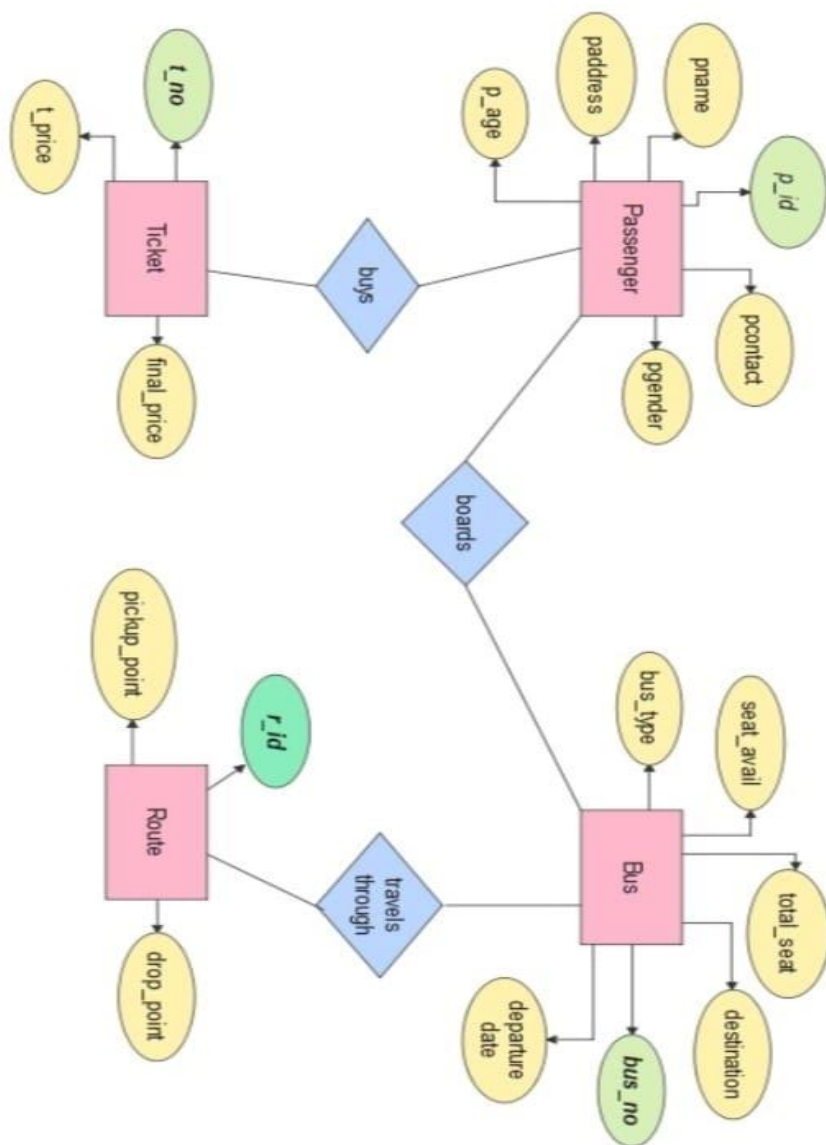 p_id
total_seat
pname
pcontact
seat_avail
destination
paddress
Passenger
pgender
bus_type
Bus
bus_no
p_age
boards
departure
date
buys
travels
through
t_no
r_id
Ticket
final_price
pickup_point
Route
drop_point
t_price